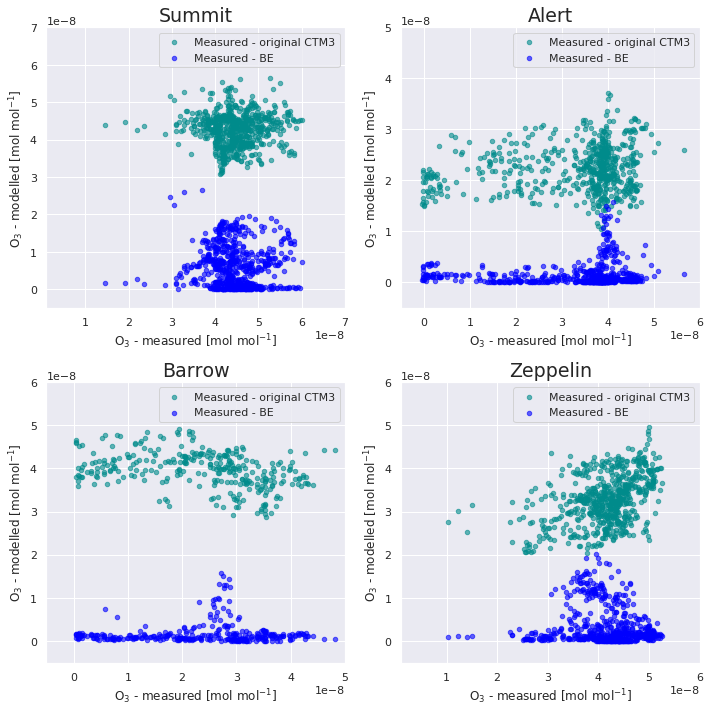 Summit
1e−8
Measured - original CTM3
Measured - BE
7
6
5
4
3
2
1
0
O₃ - modelled [mol mol⁻¹]
1 2 3 4 5 6 7
1e−8
O₃ - measured [mol mol⁻¹]
Alert
1e−8
Measured - original CTM3
Measured - BE
5
4
3
2
1
0
O₃ - modelled [mol mol⁻¹]
0 1 2 3 4 5 6
1e−8
O₃ - measured [mol mol⁻¹]
Barrow
1e−8
Measured - original CTM3
Measured - BE
6
5
4
3
2
1
0
O₃ - modelled [mol mol⁻¹]
0 1 2 3 4 5
1e−8
O₃ - measured [mol mol⁻¹]
Zeppelin
1e−8
Measured - original CTM3
Measured - BE
6
5
4
3
2
1
0
O₃ - modelled [mol mol⁻¹]
0 1 2 3 4 5 6
1e−8
O₃ - measured [mol mol⁻¹]